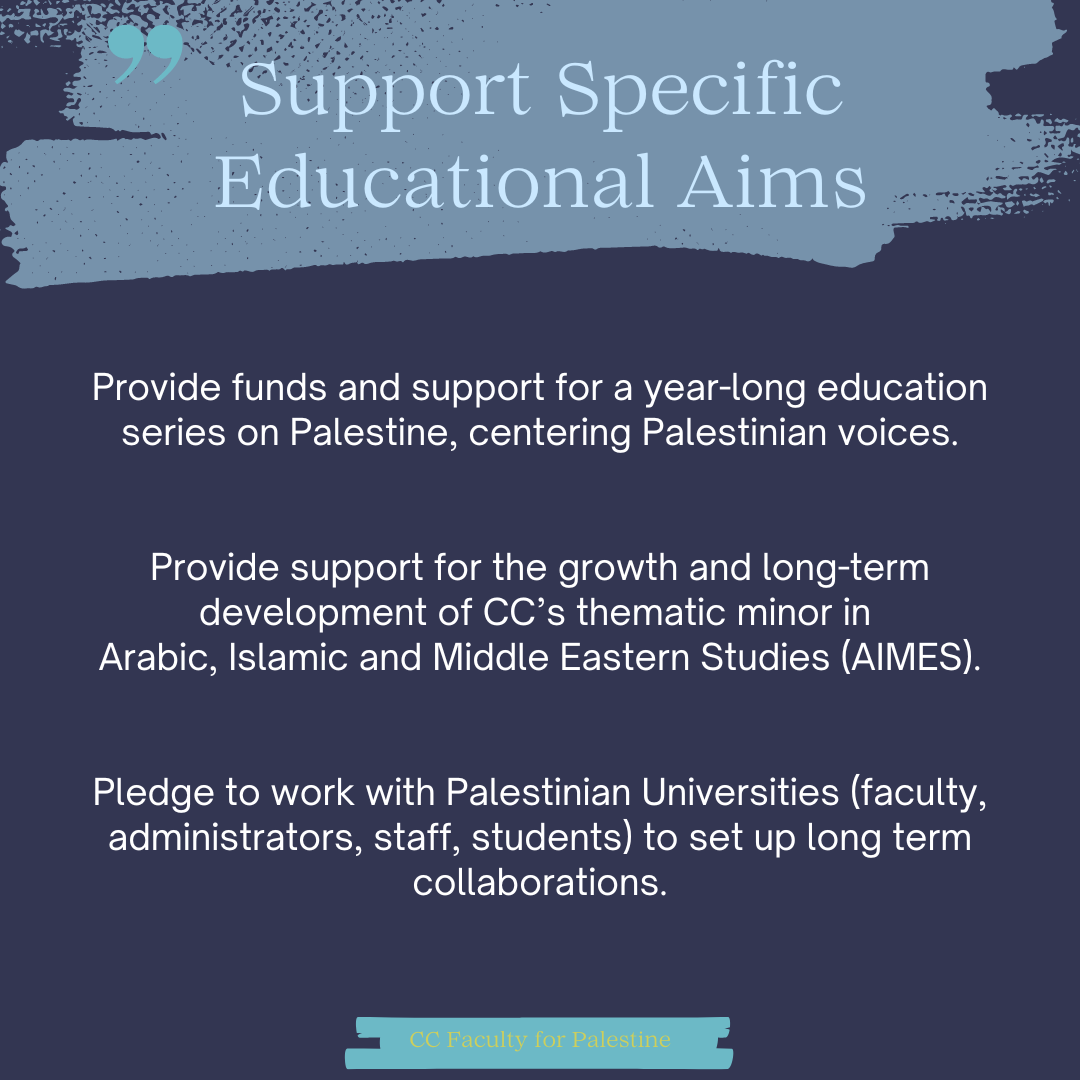 ”
Support Specific
Educational Aims
Provide funds and support for a year-long education
series on Palestine, centering Palestinian voices.
Provide support for the growth and long-term
development of CC’s thematic minor in
Arabic, Islamic and Middle Eastern Studies (AIMES).
Pledge to work with Palestinian Universities (faculty,
administrators, staff, students) to set up long term
collaborations.
CC Faculty for Palestine